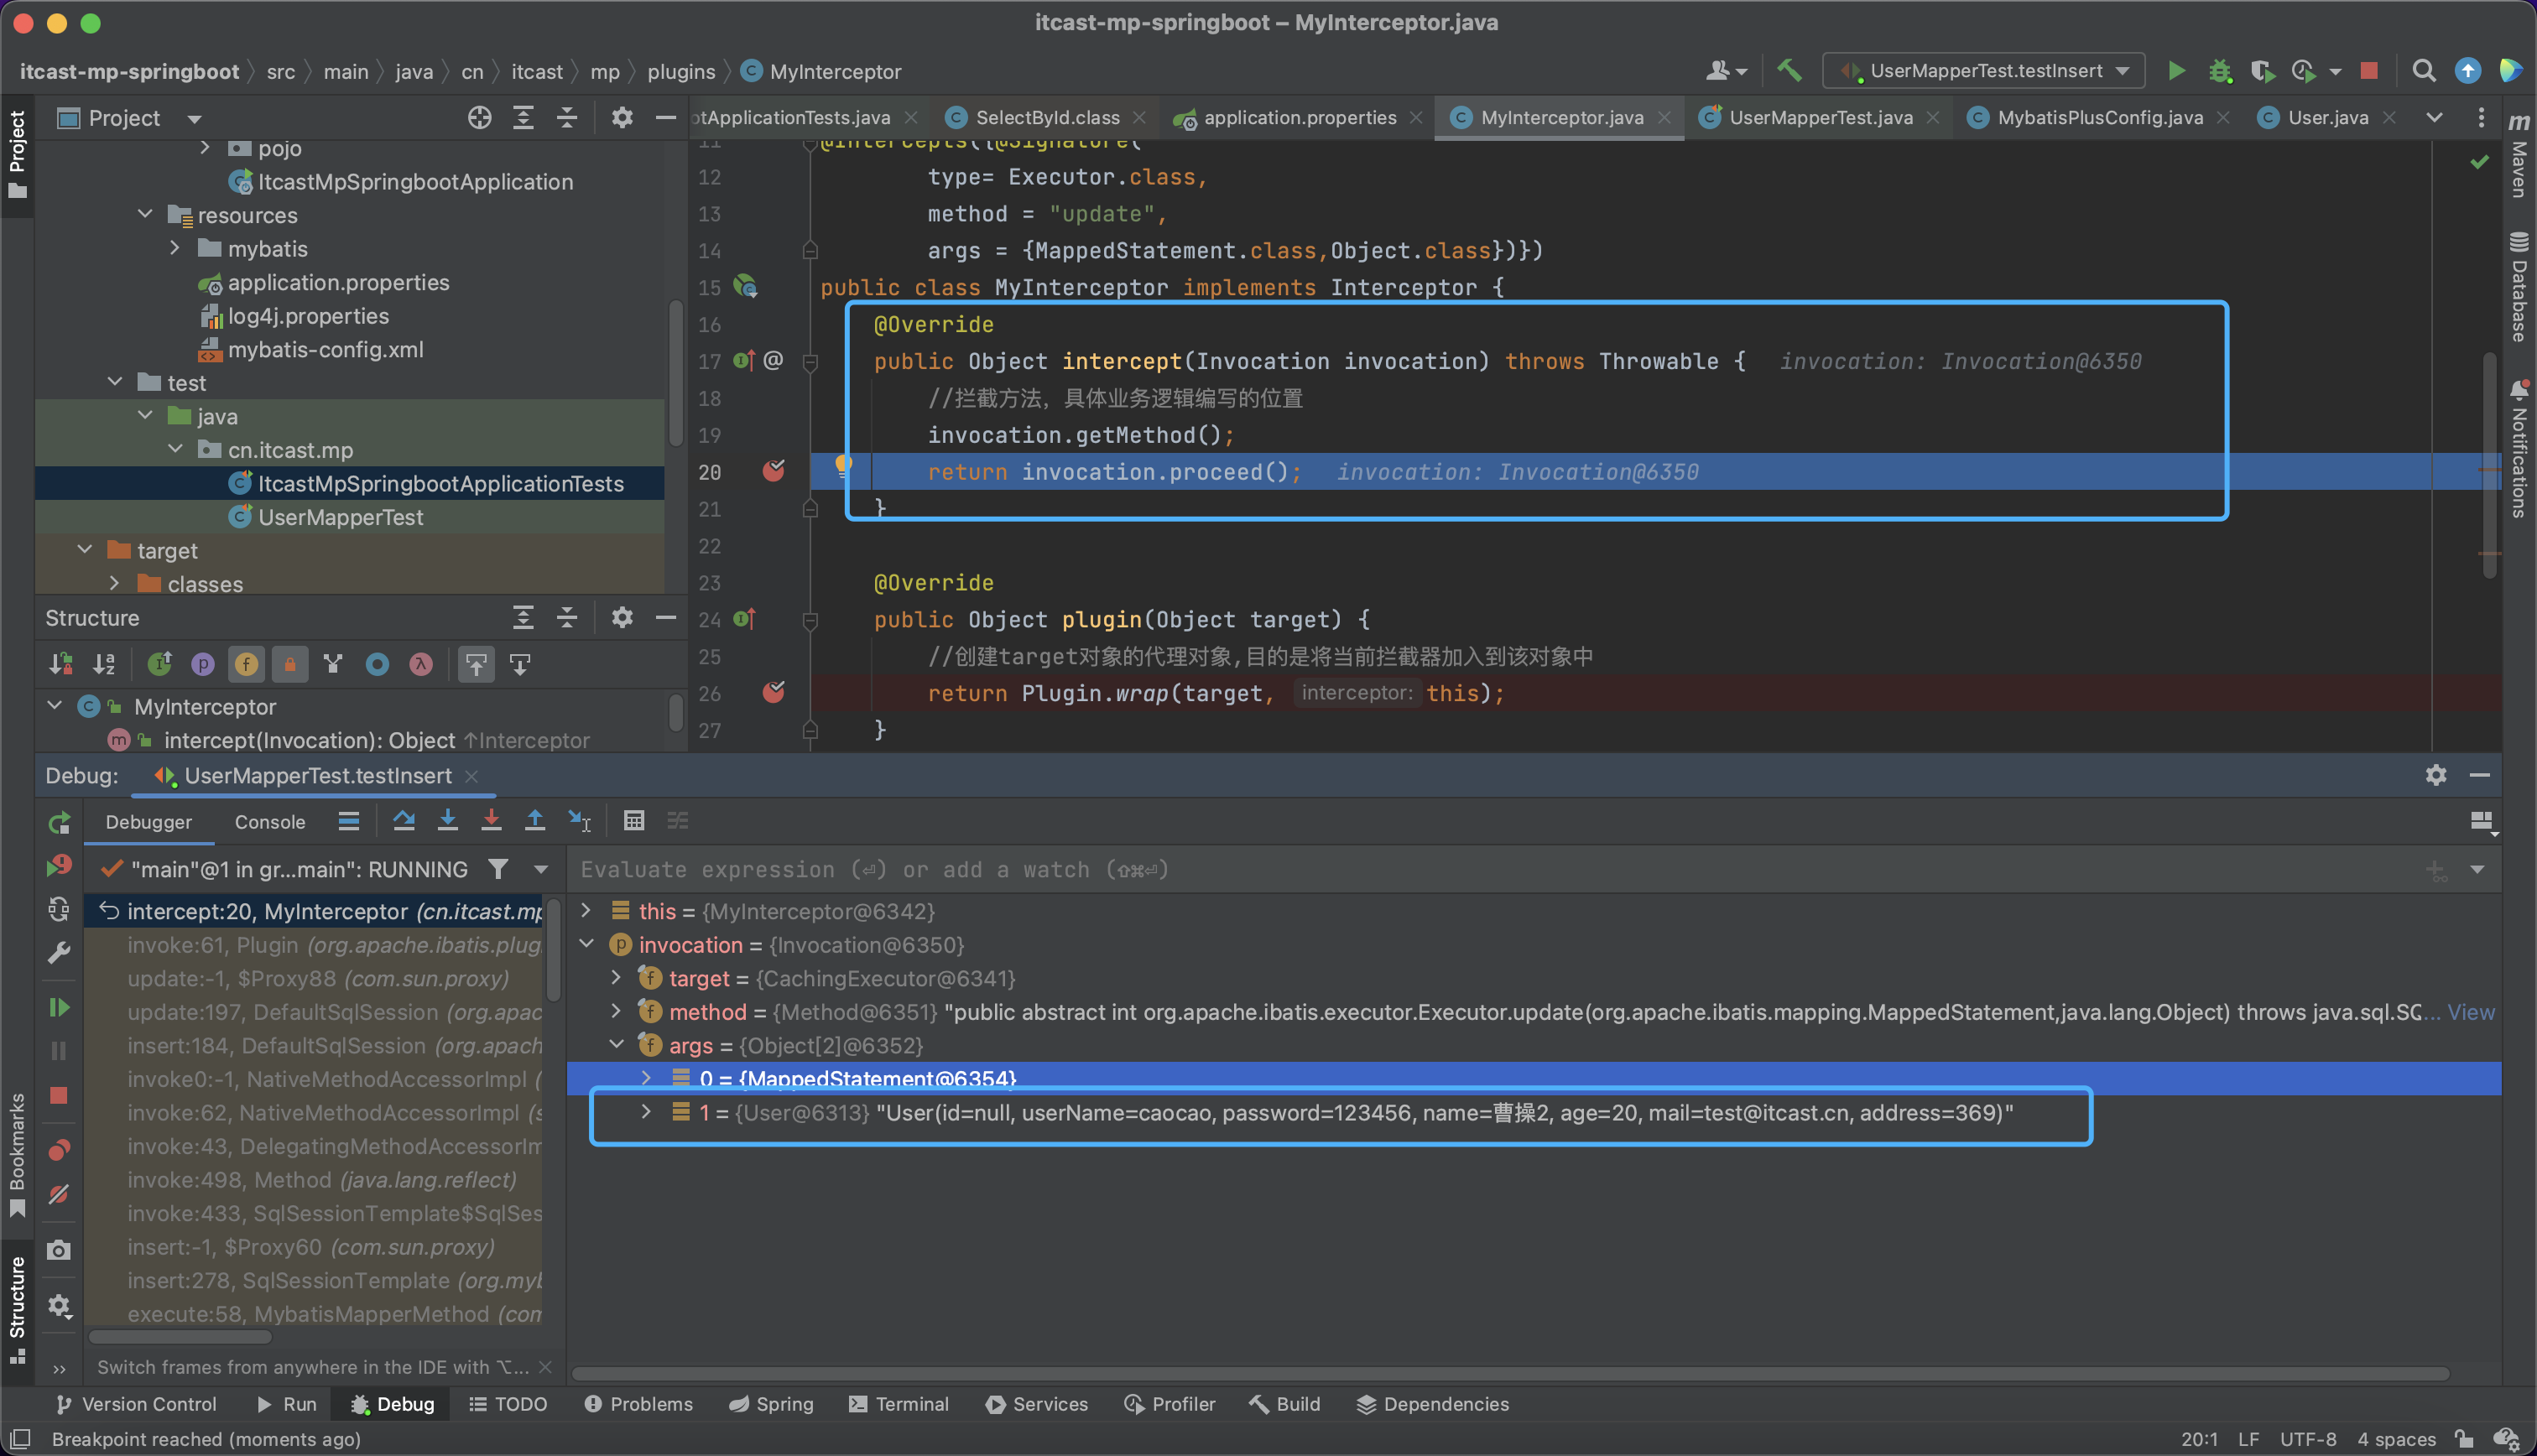 itcast-mp-springboot – MyInterceptor.java
itcast-mp-springboot src main java cn itcast mp plugins MyInterceptor
UserMapperTest.testInsert
Project
otApplicationTests.java SelectById.class application.properties MyInterceptor.java UserMapperTest.java MybatisPlusConfig.java User.java
Project
pojo
ItcastMpSpringbootApplication
resources
mybatis
application.properties
log4j.properties
mybatis-config.xml
test
java
cn.itcast.mp
ItcastMpSpringbootApplicationTests
UserMapperTest
target
classes
11 @Intercepts({@Signature(
12 type= Executor.class,
13 method = "update",
14 args = {MappedStatement.class,Object.class})})
15 public class MyInterceptor implements Interceptor {
16 @Override
17 public Object intercept(Invocation invocation) throws Throwable { invocation: Invocation@6350
18 //拦截方法，具体业务逻辑编写的位置
19 invocation.getMethod();
20 return invocation.proceed(); invocation: Invocation@6350
21 }
22
23 @Override
24 public Object plugin(Object target) {
25 //创建target对象的代理对象,目的是将当前拦截器加入到该对象中
26 return Plugin.wrap(target, interceptor: this);
27 }
Maven
Database
Notifications
Structure
MyInterceptor
intercept(Invocation): Object ↑Interceptor
Debug: UserMapperTest.testInsert
Debugger Console
"main"@1 in gr...main": RUNNING
Evaluate expression (⏎) or add a watch (⇧⌘⏎)
intercept:20, MyInterceptor (cn.itcast.mp
invoke:61, Plugin (org.apache.ibatis.plug
update:-1, $Proxy88 (com.sun.proxy)
update:197, DefaultSqlSession (org.apac
insert:184, DefaultSqlSession (org.apach
invoke0:-1, NativeMethodAccessorImpl (
invoke:62, NativeMethodAccessorImpl (s
invoke:43, DelegatingMethodAccessorIm
invoke:498, Method (java.lang.reflect)
invoke:433, SqlSessionTemplate$SqlSes
insert:-1, $Proxy60 (com.sun.proxy)
insert:278, SqlSessionTemplate (org.myb
execute:58, MybatisMapperMethod (com
Switch frames from anywhere in the IDE with ⌥...
this = {MyInterceptor@6342}
invocation = {Invocation@6350}
target = {CachingExecutor@6341}
method = {Method@6351} "public abstract int org.apache.ibatis.executor.Executor.update(org.apache.ibatis.mapping.MappedStatement,java.lang.Object) throws java.sql.SQ... View
args = {Object[2]@6352}
0 = {MappedStatement@6354}
1 = {User@6313} "User(id=null, userName=caocao, password=123456, name=曹操2, age=20, mail=test@itcast.cn, address=369)"
Bookmarks
Structure
Version Control Run Debug TODO Problems Spring Terminal Services Profiler Build Dependencies
Breakpoint reached (moments ago)
20:1 LF UTF-8 4 spaces